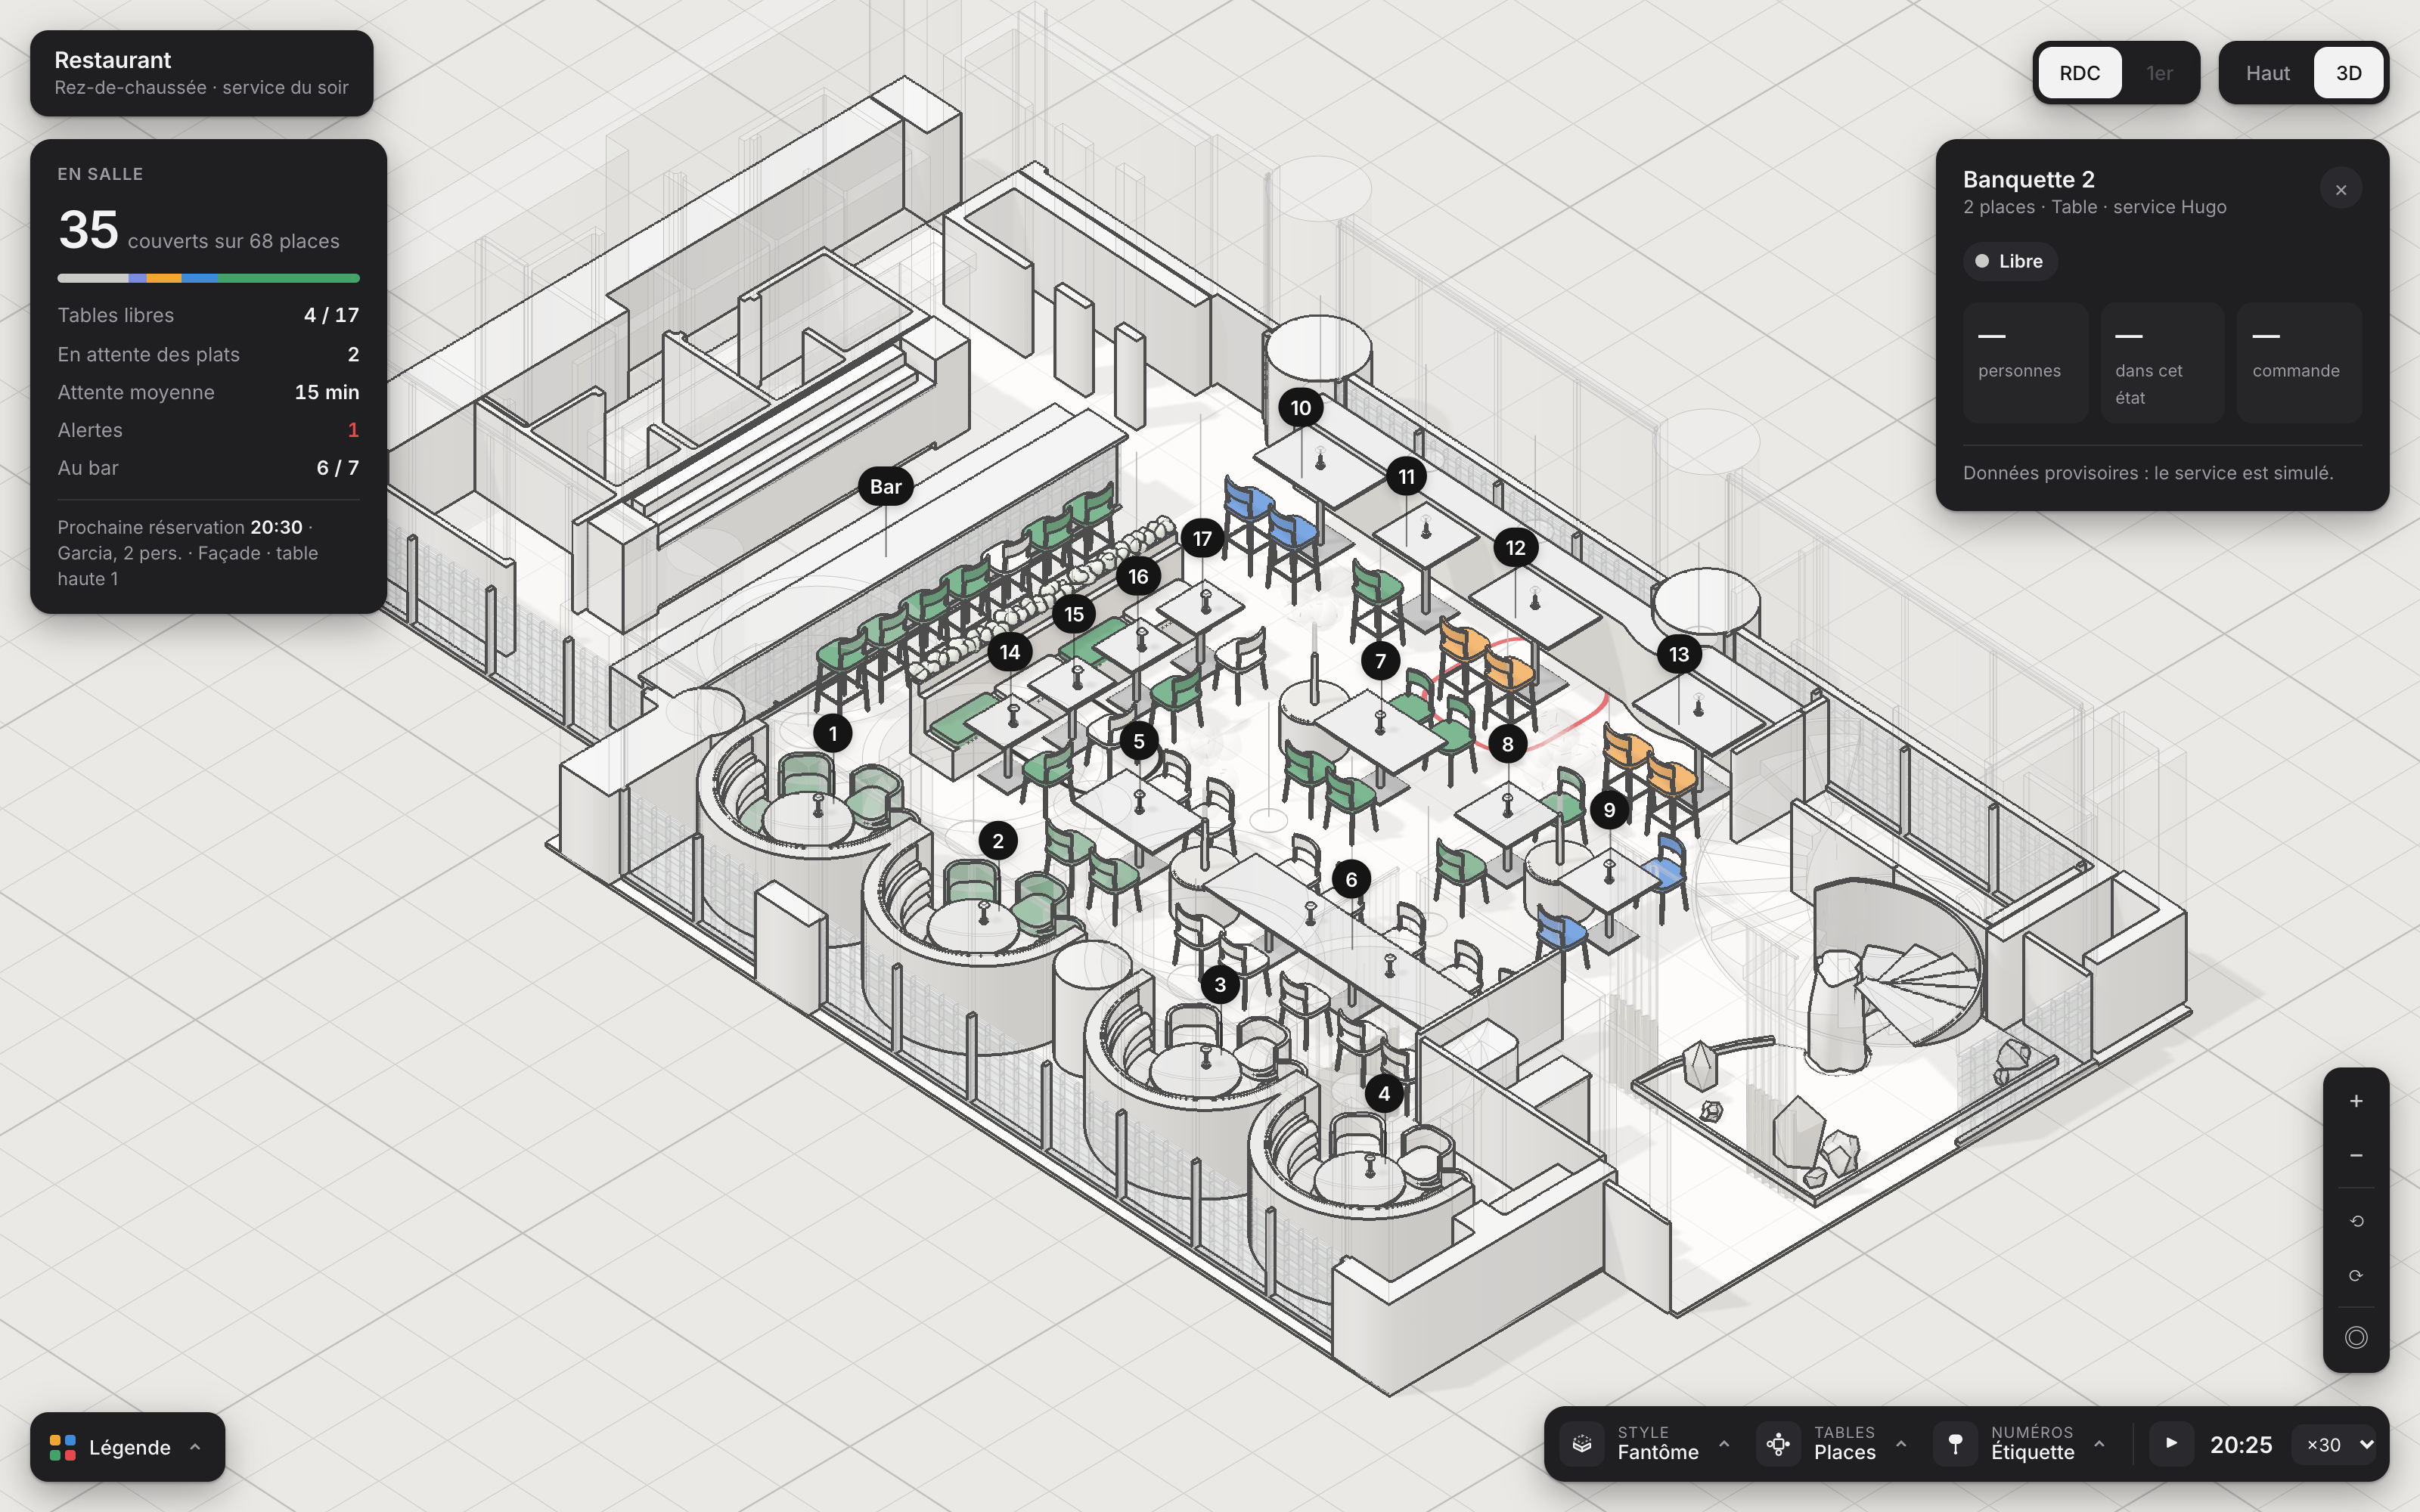 Restaurant
Rez-de-chaussée · service du soir
RDC
1er
Haut
3D
EN SALLE
35 couverts sur 68 places
Tables libres 4 / 17
En attente des plats 2
Attente moyenne 15 min
Alertes 1
Au bar 6 / 7
Prochaine réservation 20:30 ·
Garcia, 2 pers. · Façade · table
haute 1
Banquette 2
2 places · Table · service Hugo
×
Libre
— personnes
— dans cet
état
— commande
Données provisoires : le service est simulé.
10
11
Bar
17
12
16
15
14
13
7
1
5
8
9
2
6
3
4
+
−
Légende
STYLE
Fantôme
TABLES
Places
NUMÉROS
Étiquette
20:25
×30